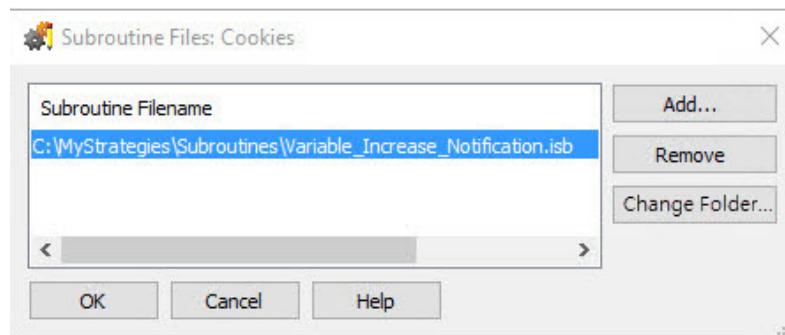 Subroutine Files: Cookies
Subroutine Filename
C:\MyStrategies\Subroutines\Variable_Increase_Notification.isb
Add...
Remove
Change Folder...
OK
Cancel
Help